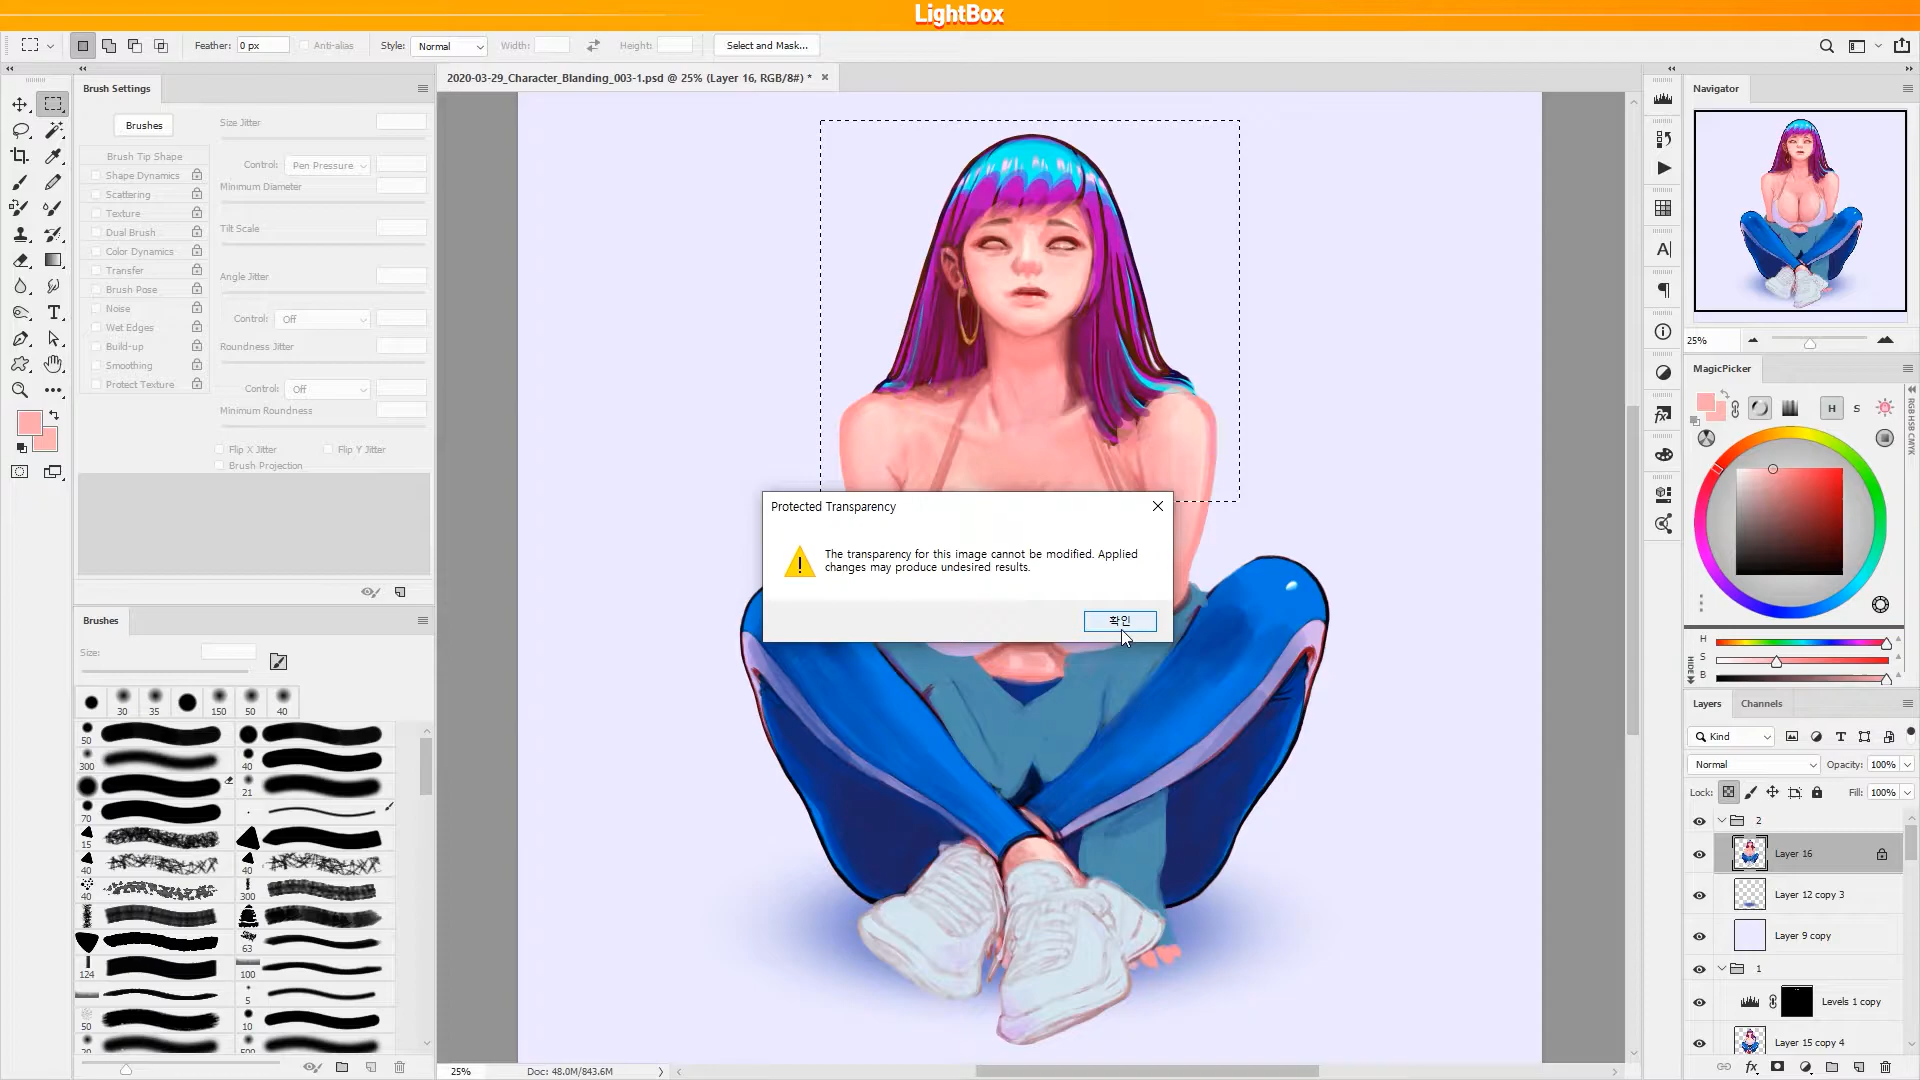 LightBox
Feather: 0 px Anti-alias Style: Normal Width: Height: Select and Mask...
2020-03-29_Character_Blanding_003-1.psd @ 25% (Layer 16, RGB/8#) *
Brush Settings
Brushes
Brush Tip Shape
Shape Dynamics
Scattering
Texture
Dual Brush
Color Dynamics
Transfer
Brush Pose
Noise
Wet Edges
Build-up
Smoothing
Protect Texture
Size Jitter
Control: Pen Pressure
Minimum Diameter
Tilt Scale
Angle Jitter
Control: Off
Roundness Jitter
Control: Off
Minimum Roundness
Flip X Jitter Flip Y Jitter
Brush Projection
Brushes
Size:
30 35 150 50 40
50
300 40
21
70
15
40 40
40 300
63
124 100
5
50 10
20 500
Protected Transparency
The transparency for this image cannot be modified. Applied
changes may produce undesired results.
확인
25% Doc: 48.0M/843.6M
Navigator
25%
MagicPicker
H S
RGB HSB CMYK
H
S
B
HIDE
Layers Channels
Kind
Normal Opacity: 100%
Lock: Fill: 100%
2
Layer 16
Layer 12 copy 3
Layer 9 copy
1
Levels 1 copy
Layer 15 copy 4